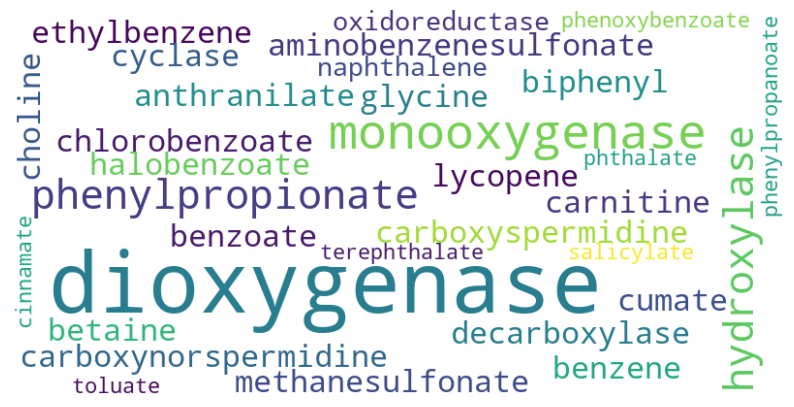 oxidoreductase
phenoxybenzoate
ethylbenzene
aminobenzenesulfonate
cyclase
naphthalene
biphenyl
choline
anthranilate
glycine
phenylpropanoate
chlorobenzoate
monooxygenase
halobenzoate
phthalate
phenylpropionate
lycopene
carnitine
hydroxylase
benzoate
carboxyspermidine
cinnamate
terephthalate
salicylate
dioxygenase
cumate
betaine
decarboxylase
carboxynorspermidine
benzene
toluate
methanesulfonate